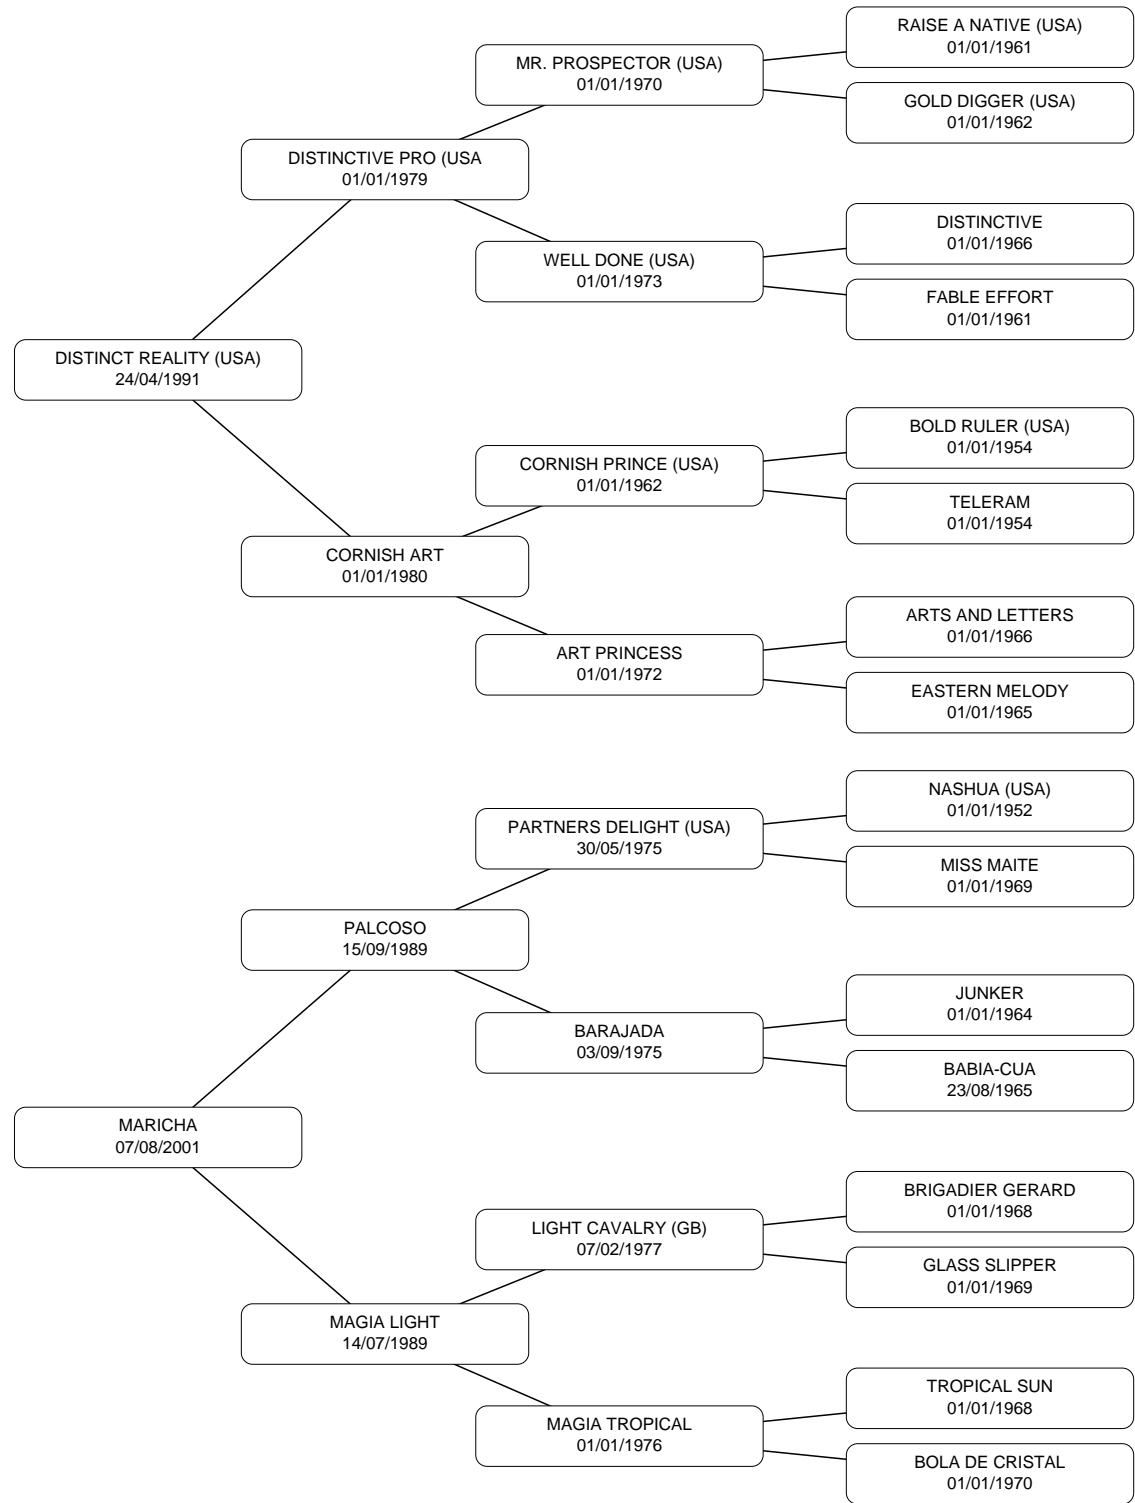 RAISE A NATIVE (USA)
01/01/1961
MR. PROSPECTOR (USA)
01/01/1970
GOLD DIGGER (USA)
01/01/1962
DISTINCTIVE PRO (USA
01/01/1979
DISTINCTIVE
01/01/1966
WELL DONE (USA)
01/01/1973
FABLE EFFORT
01/01/1961
DISTINCT REALITY (USA)
24/04/1991
BOLD RULER (USA)
01/01/1954
CORNISH PRINCE (USA)
01/01/1962
TELERAM
01/01/1954
CORNISH ART
01/01/1980
ARTS AND LETTERS
01/01/1966
ART PRINCESS
01/01/1972
EASTERN MELODY
01/01/1965
NASHUA (USA)
01/01/1952
PARTNERS DELIGHT (USA)
30/05/1975
MISS MAITE
01/01/1969
PALCOSO
15/09/1989
JUNKER
01/01/1964
BARAJADA
03/09/1975
BABIA-CUA
23/08/1965
MARICHA
07/08/2001
BRIGADIER GERARD
01/01/1968
LIGHT CAVALRY (GB)
07/02/1977
GLASS SLIPPER
01/01/1969
MAGIA LIGHT
14/07/1989
TROPICAL SUN
01/01/1968
MAGIA TROPICAL
01/01/1976
BOLA DE CRISTAL
01/01/1970